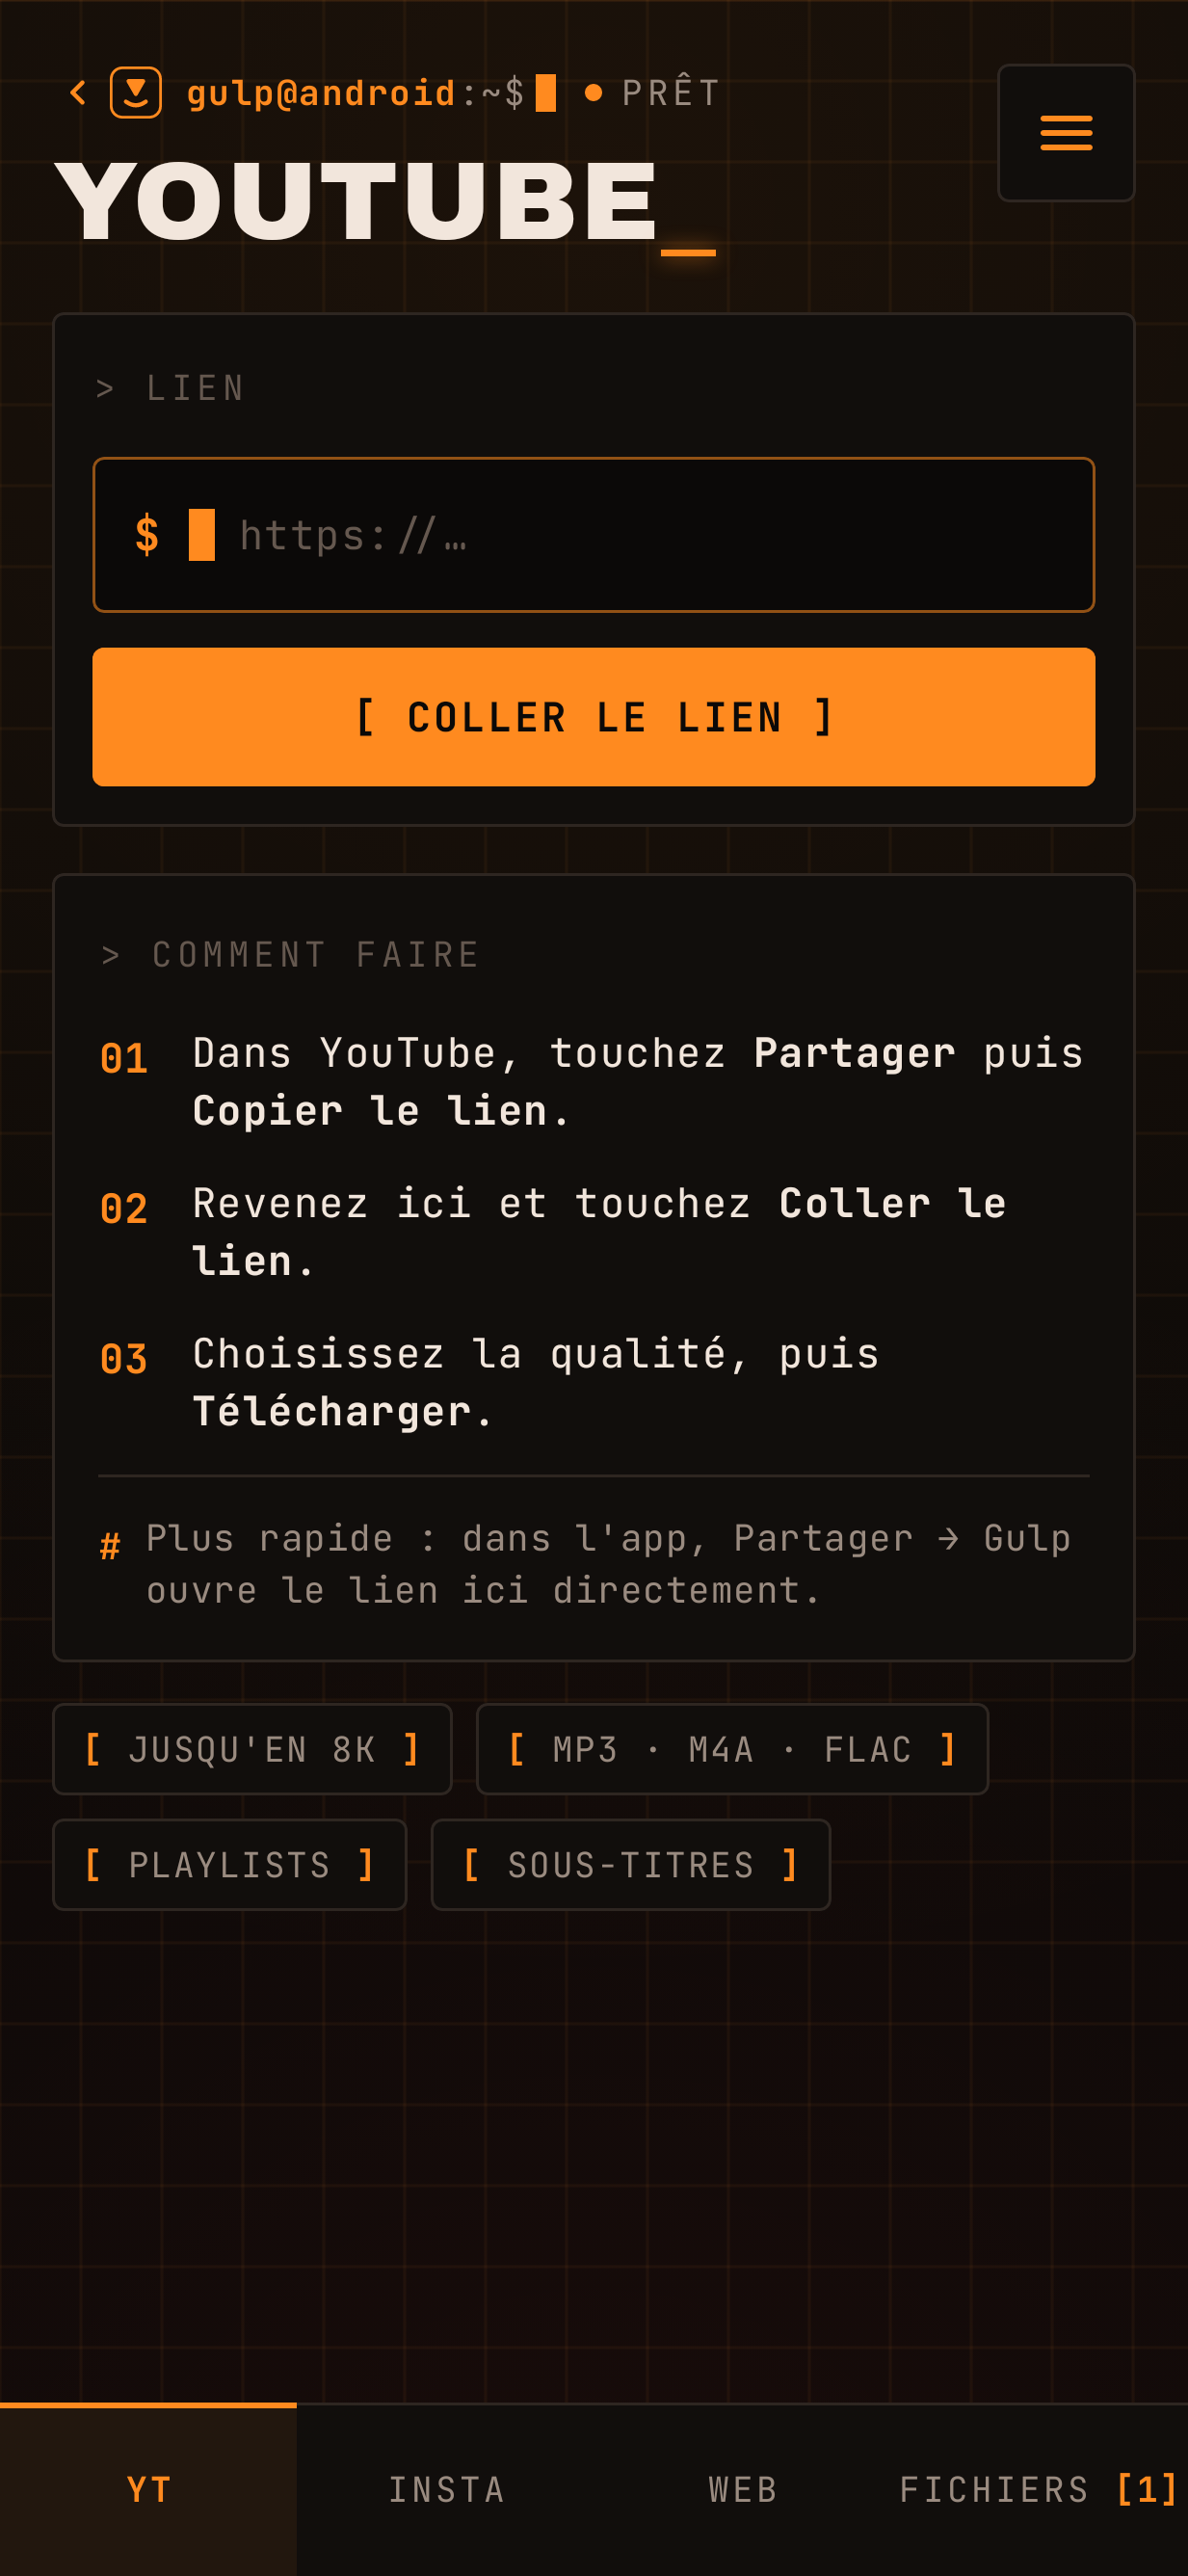 gulp@android:~$ ● PRÊT
YOUTUBE_
> LIEN
$ https://…
[ COLLER LE LIEN ]
> COMMENT FAIRE
01 Dans YouTube, touchez Partager puis
Copier le lien.
02 Revenez ici et touchez Coller le
lien.
03 Choisissez la qualité, puis
Télécharger.
# Plus rapide : dans l'app, Partager → Gulp
ouvre le lien ici directement.
[ JUSQU'EN 8K ] [ MP3 · M4A · FLAC ]
[ PLAYLISTS ] [ SOUS-TITRES ]
YT INSTA WEB FICHIERS [1]